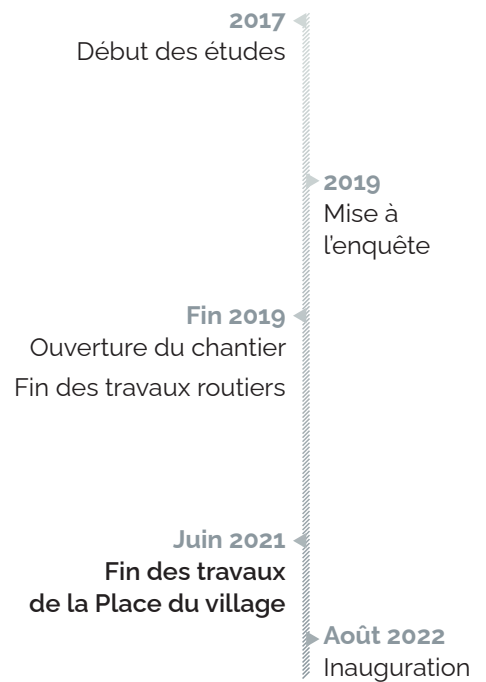 2017
Début des études
2019
Mise à
l'enquête
Fin 2019
Ouverture du chantier
Fin des travaux routiers
Juin 2021
Fin des travaux
de la Place du village
Août 2022
Inauguration